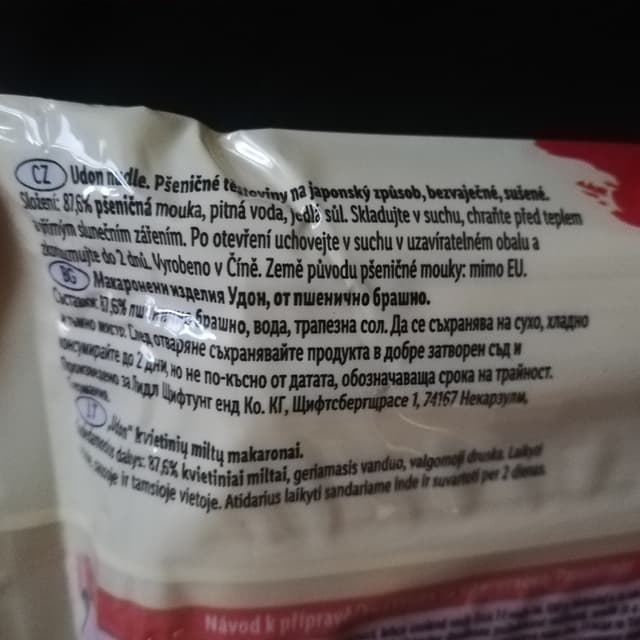 CZ Udon nudle. Pšeničné těstoviny na japonský způsob, bezvaječné, sušené.
Složení: 87,6% pšeničná mouka, pitná voda, jedlá sůl. Skladujte v suchu, chraňte před teplem
a přímým slunečním zářením. Po otevření uchovejte v suchu v uzavíratelném obalu a
zkonzumujte do 2 dnů. Vyrobeno v Číně. Země původu pšeničné mouky: mimo EU.
BG Макаронени изделия Удон, от пшенично брашно.
Съставки: 87,6% брашно, вода, трапезна сол. Да се съхранява на сухо, хладно
и тъмно място. След отваряне съхранявайте продукта в добре затворен съд и
консумирайте до 2 дни, но не по-късно от датата, обозначаваща срока на трайност.
Произведено за Лидл Щифтунг енд Ко. КГ, Щифтсбергщрасе 1, 74167 Некарзулм,
Германия.
LT „Udon“ kvietinių miltų makaronai.
Sudedamosios dalys: 87,6% kvietiniai miltai, geriamasis vanduo, valgomoji druska. Laikyti
sausoje ir tamsioje vietoje. Atidarius laikyti sandariame inde ir suvartoti per 2 dienas.
Návod k přípravě